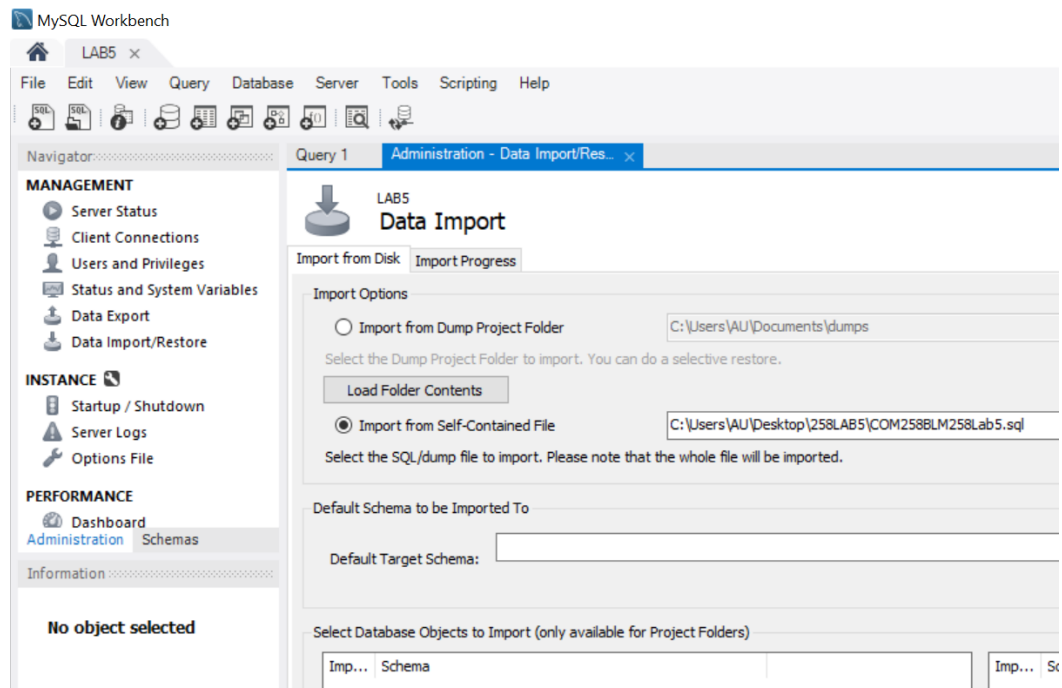 MySQL Workbench
LAB5
File Edit View Query Database Server Tools Scripting Help
SQL SQL
Navigator
MANAGEMENT
Server Status
Client Connections
Users and Privileges
Status and System Variables
Data Export
Data Import/Restore
INSTANCE
Startup / Shutdown
Server Logs
Options File
PERFORMANCE
Dashboard
Administration Schemas
Information
No object selected
Query 1 Administration - Data Import/Res...
LAB5
Data Import
Import from Disk Import Progress
Import Options
Import from Dump Project Folder C:\Users\AU\Documents\dumps
Select the Dump Project Folder to import. You can do a selective restore.
Load Folder Contents
Import from Self-Contained File C:\Users\AU\Desktop\258LAB5\COM258BLM258Lab5.sql
Select the SQL/dump file to import. Please note that the whole file will be imported.
Default Schema to be Imported To
Default Target Schema:
Select Database Objects to Import (only available for Project Folders)
Imp... Schema Imp...